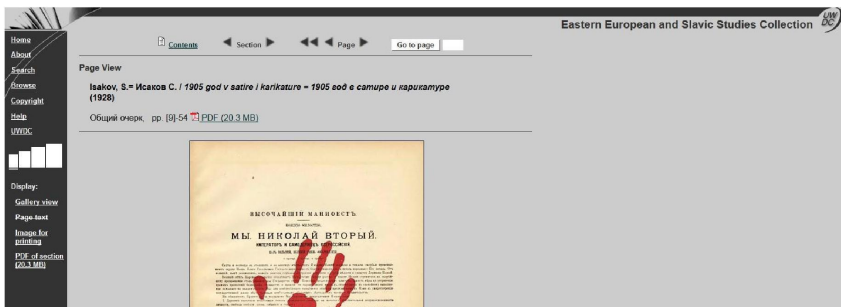 Eastern European and Slavic Studies Collection
UWDC
Home
About
Search
Browse
Copyright
Help
UWDC
Contents
Section
Page
Go to page
Page View
Isakov, S.= Исаков С. / 1905 god v satire i karikature = 1905 год в сатире и карикатуре
(1928)
Общий очерк, pp. [9]-54 PDF (20.3 MB)
Display:
Gallery view
Page text
Image for
printing
PDF of section
(20.3 MB)
ВЫСОЧАЙШІЙ МАНИФЕСТЪ.
МЫ, НИКОЛАЙ ВТОРЫЙ,
ИМПЕРАТОРЪ И САМОДЕРЖЕЦЪ ВСЕРОССІЙСКІЙ